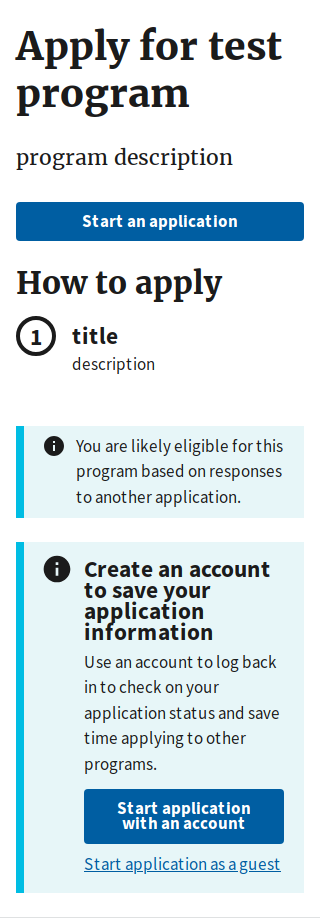 Apply for test
program
program description
Start an application
How to apply
1 title
description
You are likely eligible for this
program based on responses
to another application.
Create an account
to save your
application
information
Use an account to log back
in to check on your
application status and save
time applying to other
programs.
Start application
with an account
Start application as a guest